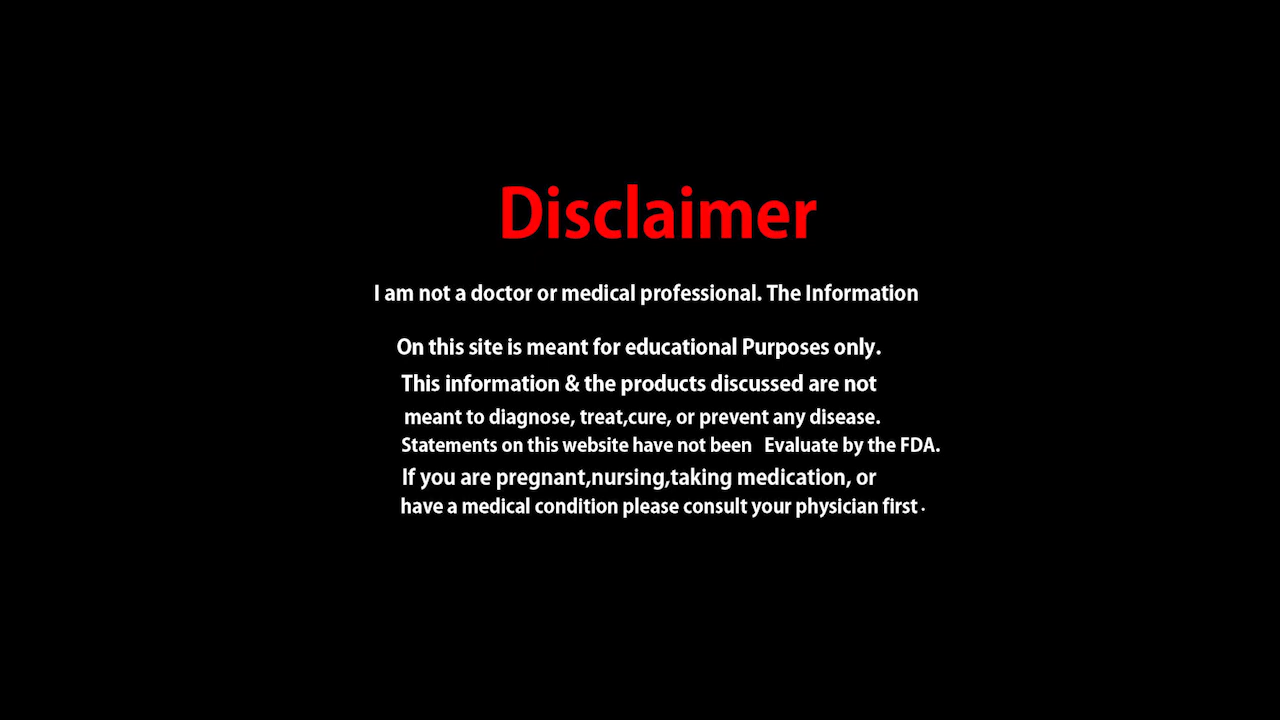 Disclaimer
I am not a doctor or medical professional. The Information
On this site is meant for educational Purposes only.
This information & the products discussed are not
meant to diagnose, treat,cure, or prevent any disease.
Statements on this website have not been Evaluate by the FDA.
If you are pregnant,nursing,taking medication, or
have a medical condition please consult your physician first .